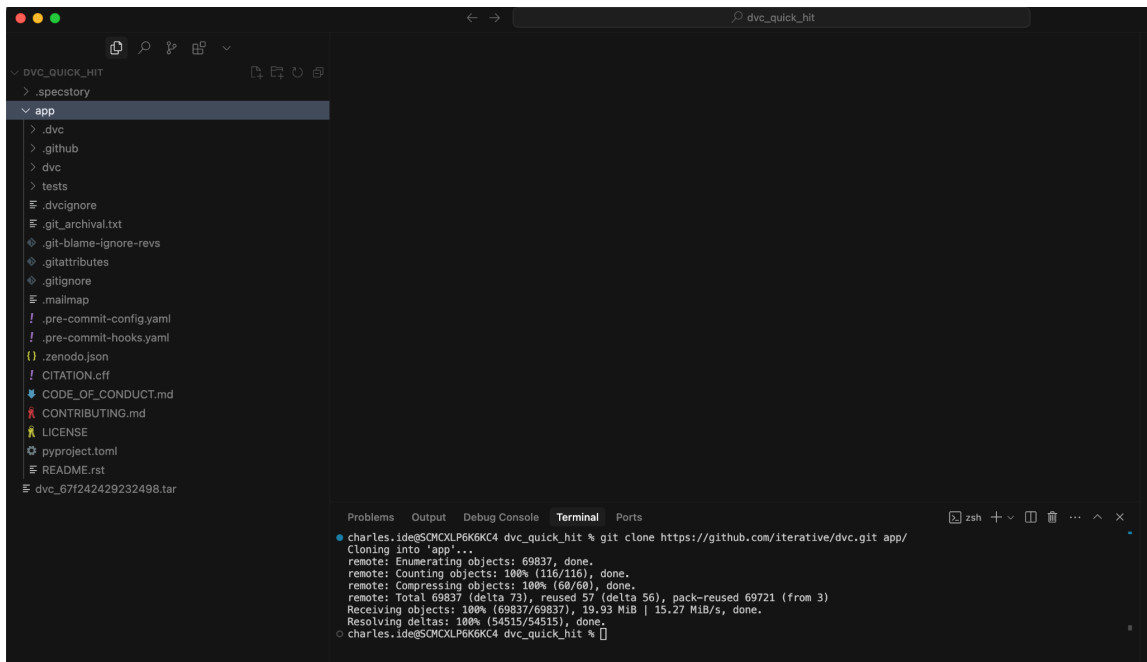 dvc_quick_hit
DVC_QUICK_HIT
.specstory
app
.dvc
.github
dvc
tests
.dvcignore
.git_archival.txt
.git-blame-ignore-revs
.gitattributes
.gitignore
.mailmap
.pre-commit-config.yaml
.pre-commit-hooks.yaml
.zenodo.json
CITATION.cff
CODE_OF_CONDUCT.md
CONTRIBUTING.md
LICENSE
pyproject.toml
README.rst
dvc_67f242429232498.tar
Problems Output Debug Console Terminal Ports zsh
charles.ide@SCMCXLP6K6KC4 dvc_quick_hit % git clone https://github.com/iterative/dvc.git app/
Cloning into 'app'...
remote: Enumerating objects: 69837, done.
remote: Counting objects: 100% (116/116), done.
remote: Compressing objects: 100% (60/60), done.
remote: Total 69837 (delta 73), reused 57 (delta 56), pack-reused 69721 (from 3)
Receiving objects: 100% (69837/69837), 19.93 MiB | 15.27 MiB/s, done.
Resolving deltas: 100% (54515/54515), done.
charles.ide@SCMCXLP6K6KC4 dvc_quick_hit %